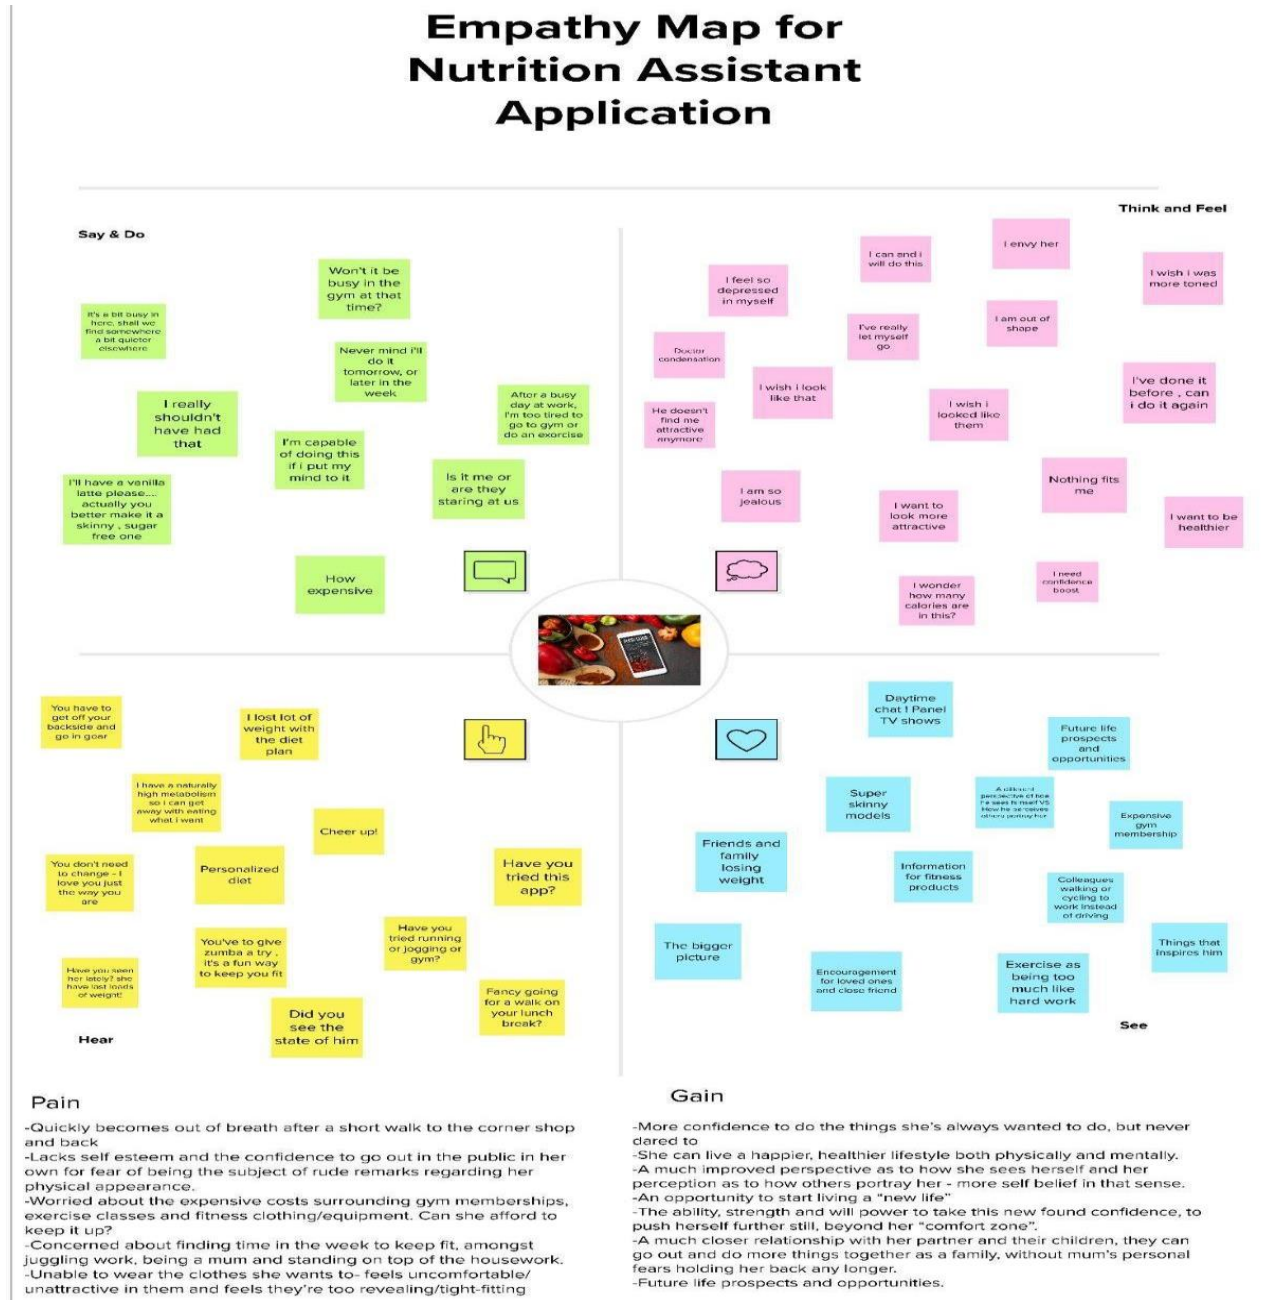 Empathy Map for
Nutrition Assistant
Application
Say & Do
Won't it be
busy in the
gym at that
time?
It's a bit busy in
here, shall we
find somewhere
a bit quieter
elsewhere
Never mind i'll
do it
tomorrow, or
later in the
week
I really
shouldn't
have had
that
After a busy
day at work,
I'm too tired to
go to gym or
do an exorcise
I'm capable
of doing this
if i put my
mind to it
Is it me or
are they
staring at us
I'll have a vanilla
latte please....
actually you
better make it a
skinny , sugar
free one
How
expensive
Think and Feel
I envy her
I can and i
will do this
I wish i was
more toned
I feel so
depressed
in myself
I am out of
shape
I've really
let myself
go
Doctor
condensation
I wish i look
like that
I've done it
before , can
i do it again
I wish i
looked like
them
He doesn't
find me
attractive
anymore
Nothing fits
me
I am so
jealous
I want to
look more
attractive
I want to be
healthier
I need
confidence
boost
I wonder
how many
calories are
in this?
You have to
get off your
backside and
go in goar
I lost lot of
weight with
the diet
plan
I have a naturally
high metabolism
so i can get
away with eating
what i want
Cheer up!
You don't need
to change - I
love you just
the way you
are
Personalized
diet
Have you
tried this
app?
Have you
tried running
or jogging or
gym?
You've to give
zumba a try ,
it's a fun way
to keep you fit
Have you seen
her lately? she
have lost loads
of weight!
Fancy going
for a walk on
your lunch
break?
Did you
see the
state of him
Hear
Daytime
chat ! Panel
TV shows
Future life
prospects
and
opportunities
Super
skinny
models
A different
perspective of how
he sees himself VS
How he perceives
others portray her
Expensive
gym
membership
Friends and
family
losing
weight
Information
for fitness
products
Colleagues
walking or
cycling to
work instead
of driving
The bigger
picture
Things that
inspires him
Encouragement
for loved ones
and close friend
Exercise as
being too
much like
hard work
See
Pain
-Quickly becomes out of breath after a short walk to the corner shop
and back
-Lacks self esteem and the confidence to go out in the public in her
own for fear of being the subject of rude remarks regarding her
physical appearance.
-Worried about the expensive costs surrounding gym memberships,
exercise classes and fitness clothing/equipment. Can she afford to
keep it up?
-Concerned about finding time in the week to keep fit, amongst
juggling work, being a mum and standing on top of the housework.
-Unable to wear the clothes she wants to- feels uncomfortable/
unattractive in them and feels they're too revealing/tight-fitting
Gain
-More confidence to do the things she's always wanted to do, but never
dared to
-She can live a happier, healthier lifestyle both physically and mentally.
-A much improved perspective as to how she sees herself and her
perception as to how others portray her - more self belief in that sense.
-An opportunity to start living a "new life"
-The ability, strength and will power to take this new found confidence, to
push herself further still, beyond her "comfort zone".
-A much closer relationship with her partner and their children, they can
go out and do more things together as a family, without mum's personal
fears holding her back any longer.
-Future life prospects and opportunities.